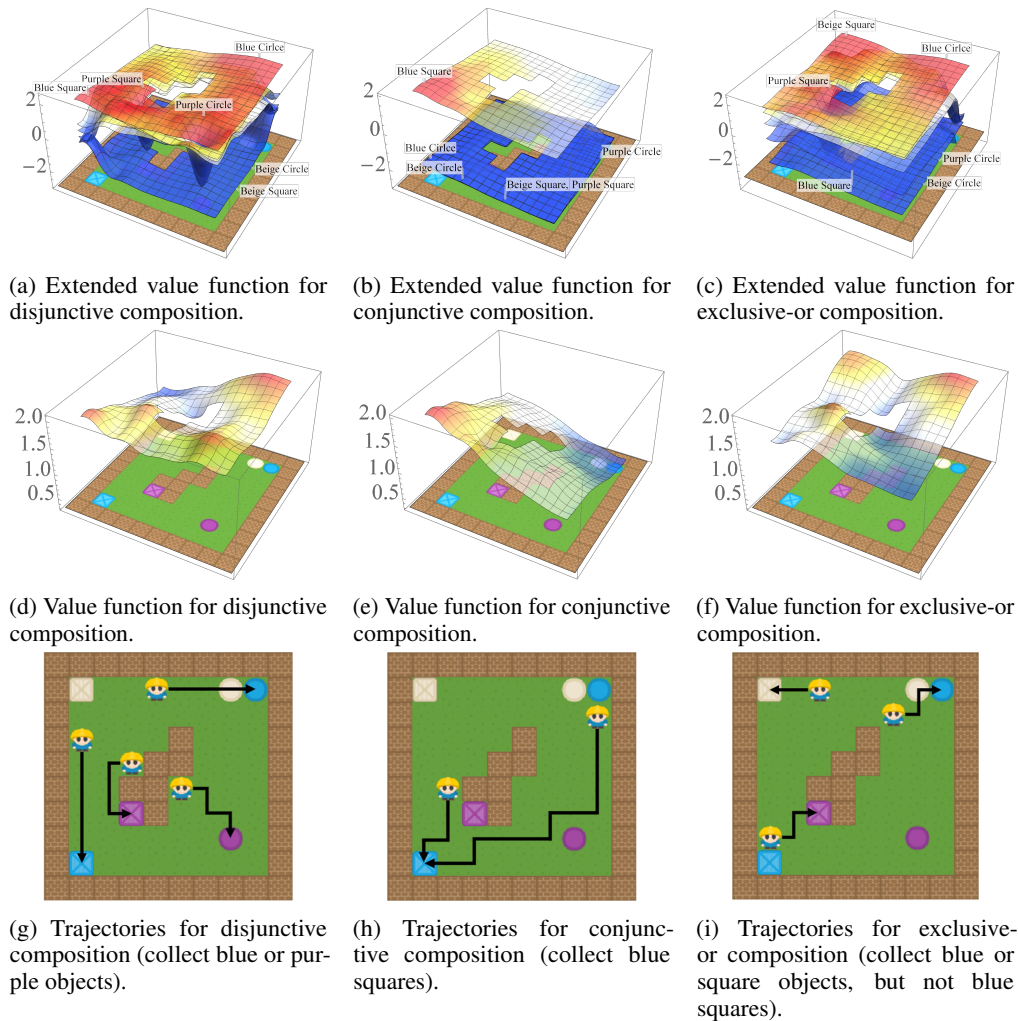 Blue Cirlce
Purple Square
Blue Square
Purple Circle
Beige Circle
Beige Square
2
0
−2
Blue Square
Blue Cirlce
Beige Circle
Purple Circle
Beige Square, Purple Square
2
0
−2
Beige Square
Blue Cirlce
Purple Square
Purple Circle
Blue Square
Beige Circle
2
0
−2
(a) Extended value function for
disjunctive composition.
(b) Extended value function for
conjunctive composition.
(c) Extended value function for
exclusive-or composition.
2.0
1.5
1.0
0.5
2.0
1.5
1.0
0.5
2.0
1.5
1.0
0.5
(d) Value function for disjunctive
composition.
(e) Value function for conjunctive
composition.
(f) Value function for exclusive-or
composition.
(g) Trajectories for disjunctive
composition (collect blue or pur-
ple objects).
(h) Trajectories for conjunc-
tive composition (collect blue
squares).
(i) Trajectories for exclusive-
or composition (collect blue or
square objects, but not blue
squares).